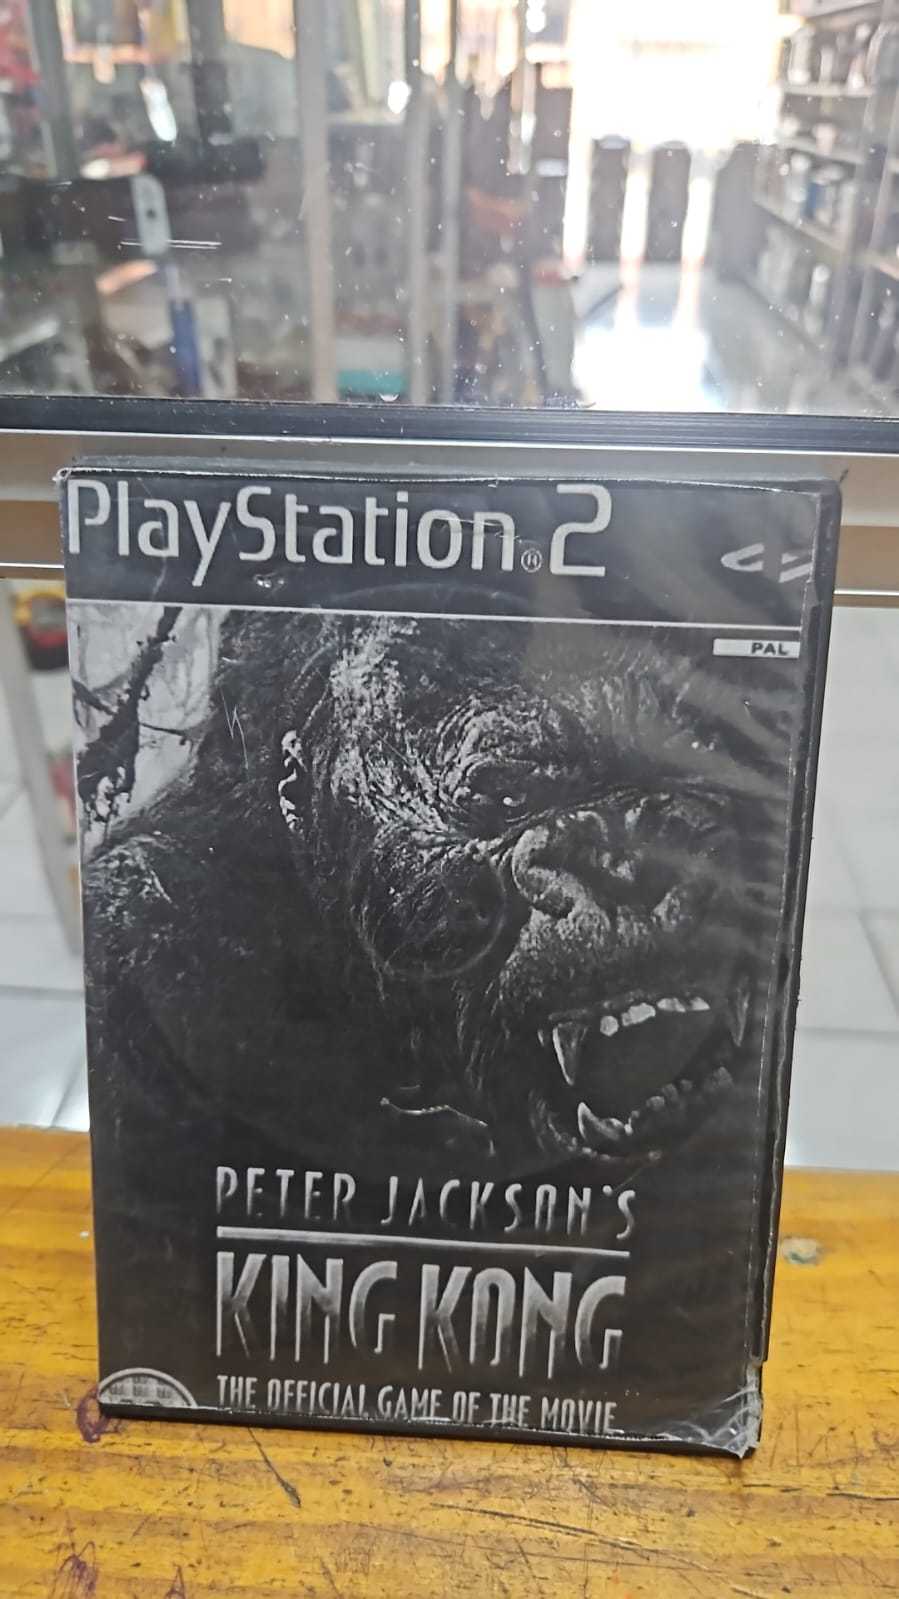 PlayStation®2
PAL
PETER JACKSON'S
KING KONG
THE OFFICIAL GAME OF THE MOVIE